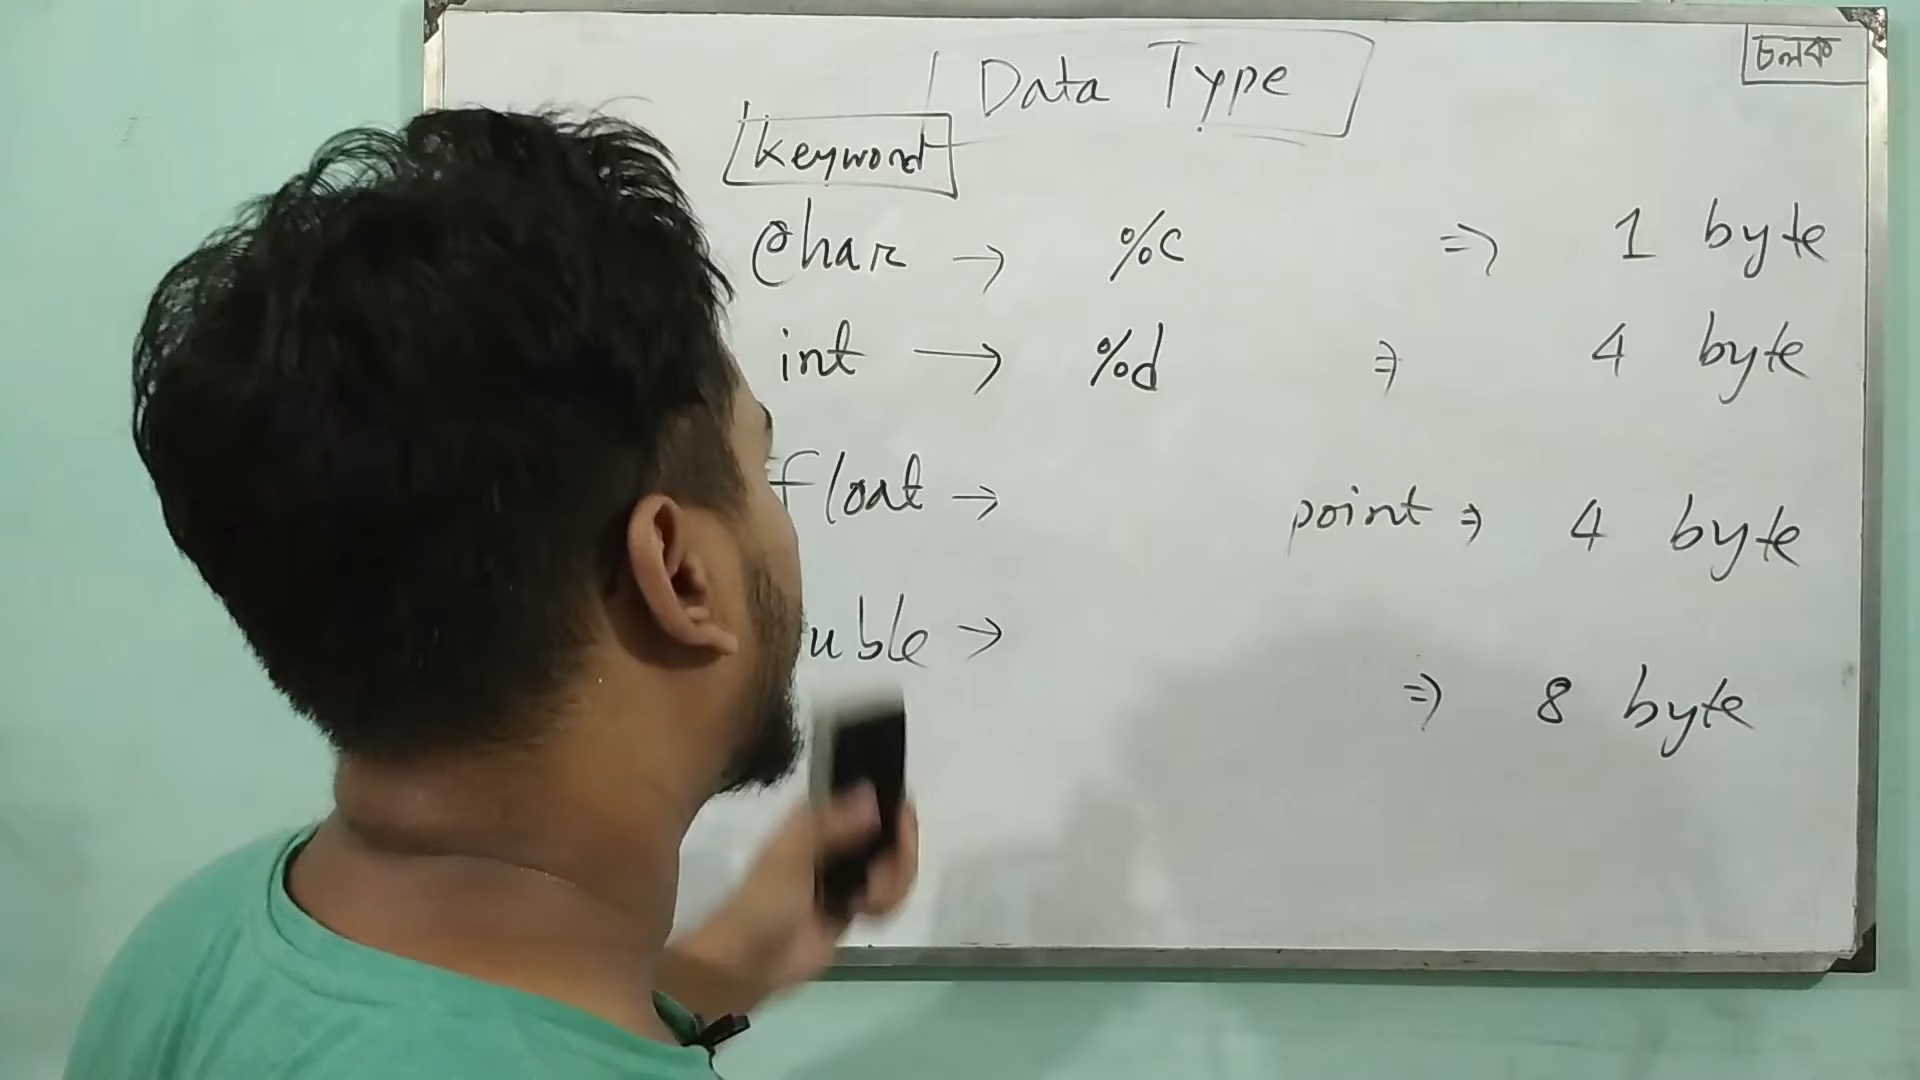 Data Type
চলক
keyword
char → %c ⇒ 1 byte
int → %d ⇒ 4 byte
float → point ⇒ 4 byte
uble → ⇒ 8 byte